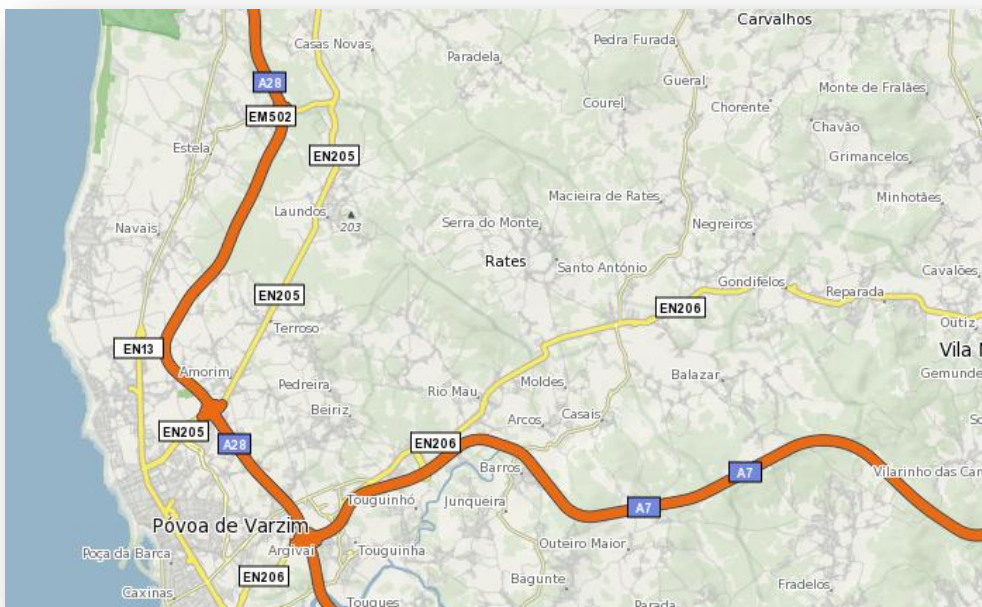 Carvalhos
Casas Novas
Pedra Furada
Paradela
A28
Gueral
Monte de Fralães
Courel
Chorente
EM502
Chavão
Estela
EN205
Grimancelos
Macieira de Rates
Minhotães
Laundos
203
Serra do Monte
Negreiros
Navais
Rates
Santo António
Cavalões
Gondifelos
EN205
Reparada
EN206
Terroso
Outiz
EN13
Vila
Amorim
Gemunde
Pedreira
Moldes
Balazar
Rio Mau
Beiriz
Arcos
Casais
EN205
A28
EN206
Barros
A7
Vilarinho das Cam
Touguinhó
Junqueira
A7
Póvoa de Varzim
Poça da Barca
Argivai
Touguinha
Outeiro Maior
EN206
Bagunte
Fradelos
Caxinas
Touques
Parada